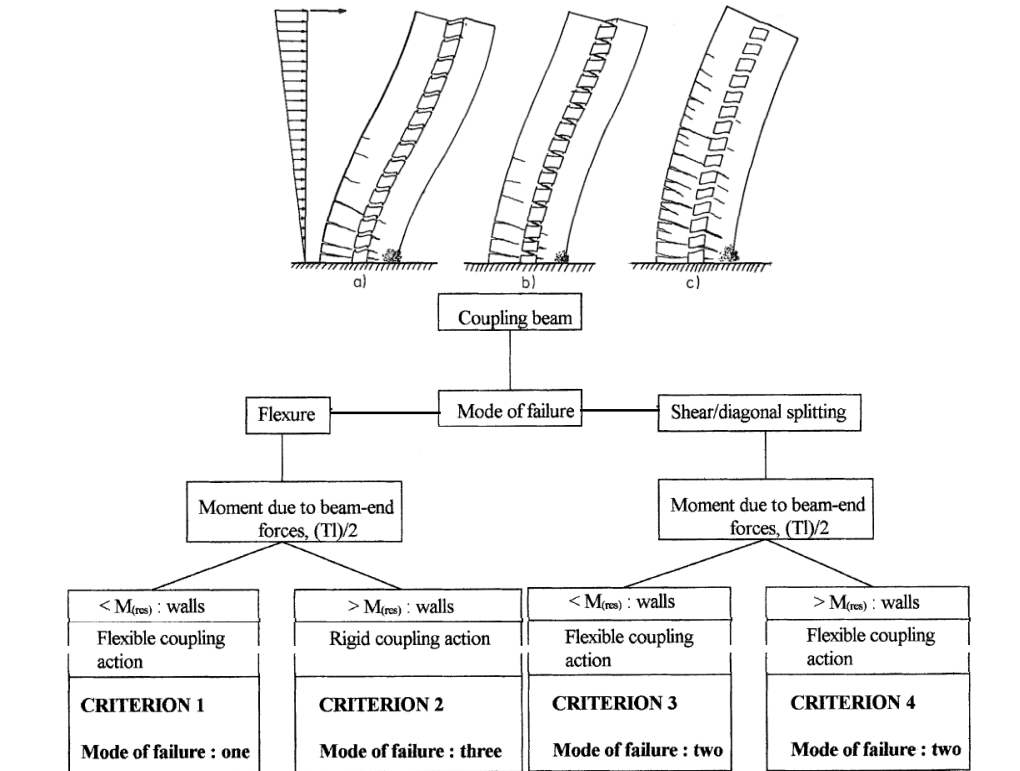 a)
b)
c)
Coupling beam
Flexure
Mode of failure
Shear/diagonal splitting
Moment due to beam-end
forces, (Tl)/2
Moment due to beam-end
forces, (Tl)/2
< M(res) : walls
Flexible coupling
action
CRITERION 1
Mode of failure : one
> M(res) : walls
Rigid coupling action
CRITERION 2
Mode of failure : three
< M(res) : walls
Flexible coupling
action
CRITERION 3
Mode of failure : two
> M(res) : walls
Flexible coupling
action
CRITERION 4
Mode of failure : two